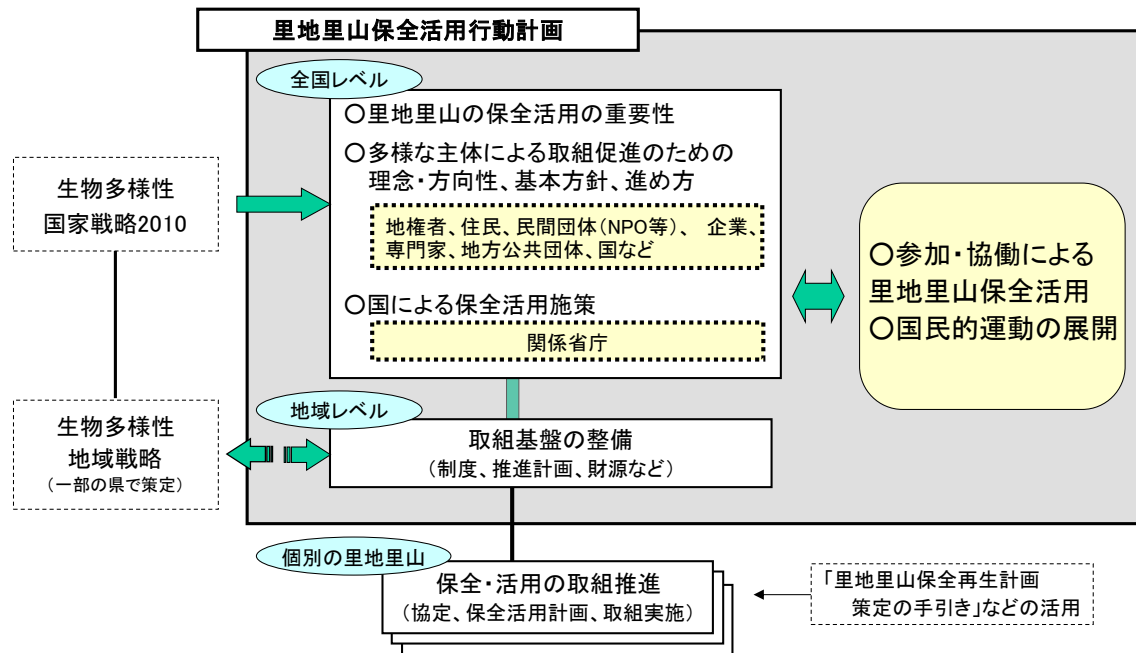 里地里山保全活用行動計画
全国レベル
○里地里山の保全活用の重要性
○多様な主体による取組促進のための
理念・方向性、基本方針、進め方
地権者、住民、民間団体（NPO等）、 企業、
専門家、地方公共団体、国など
○国による保全活用施策
関係省庁
生物多様性
国家戦略2010
○参加・協働による
里地里山保全活用
○国民的運動の展開
地域レベル
取組基盤の整備
（制度、推進計画、財源など）
生物多様性
地域戦略
（一部の県で策定）
個別の里地里山
保全・活用の取組推進
（協定、保全活用計画、取組実施）
「里地里山保全再生計画
策定の手引き」などの活用